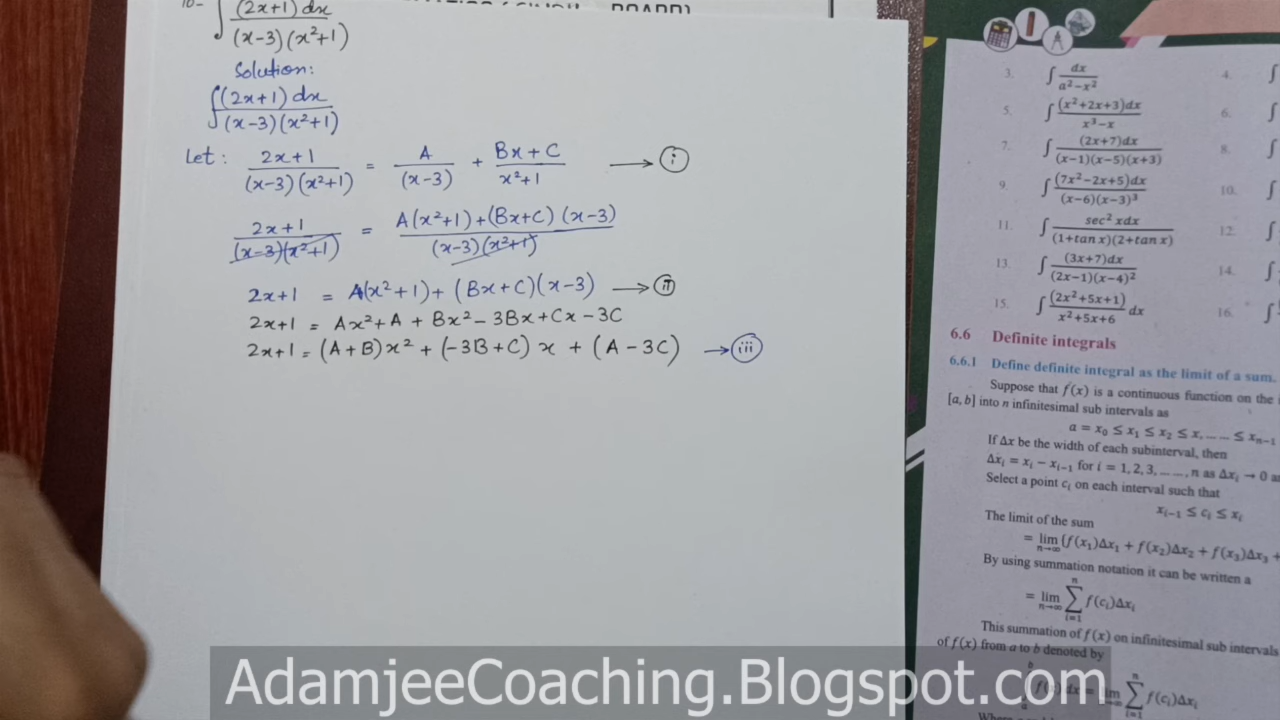 10- ∫ (2x+1) dx / (x-3)(x²+1)
Solution:
∫ (2x+1) dx / (x-3)(x²+1)
Let : 2x+1 / (x-3)(x²+1) = A / (x-3) + Bx+C / x²+1 → (i)
2x+1 / (x-3)(x²+1) = A(x²+1)+(Bx+C)(x-3) / (x-3)(x²+1)
2x+1 = A(x²+1)+(Bx+C)(x-3) → (ii)
2x+1 = Ax²+A+Bx²-3Bx+Cx-3C
2x+1 = (A+B)x²+(-3B+C)x+(A-3C) → (iii)
3. ∫ dx / a²-x²
4. ∫
5. ∫ (x²+2x+3)dx / x³-x
6. ∫
7. ∫ (2x+7)dx / (x-1)(x-5)(x+3)
8. ∫
9. ∫ (7x²-2x+5)dx / (x-6)(x-3)³
10. ∫
11. ∫ sec² xdx / (1+tan x)(2+tan x)
12. ∫
13. ∫ (3x+7)dx / (2x-1)(x-4)²
14. ∫
15. ∫ (2x²+5x+1) / x²+5x+6 dx
16. ∫
6.6 Definite integrals
6.6.1 Define definite integral as the limit of a sum.
Suppose that f(x) is a continuous function on the
[a, b] into n infinitesimal sub intervals as
a = x₀ ≤ x₁ ≤ x₂ ≤ x, ... ... ≤ xₙ₋₁
If Δx be the width of each subinterval, then
Δxᵢ = xᵢ - xᵢ₋₁ for i = 1, 2, 3, ... ..., n as Δxᵢ → 0
Select a point cᵢ on each interval such that
xᵢ₋₁ ≤ cᵢ ≤ xᵢ
The limit of the sum
= lim n→∞ (f(x₁)Δx₁ + f(x₂)Δx₂ + f(x₃)Δx₃ +
By using summation notation it can be written a
= lim n→∞ ∑ i=1 n f(cᵢ)Δxᵢ
This summation of f(x) on infinitesimal sub intervals
of f(x) from a to b denoted by
lim ∑ i=1 n f(cᵢ)Δxᵢ
AdamjeeCoaching.Blogspot.com